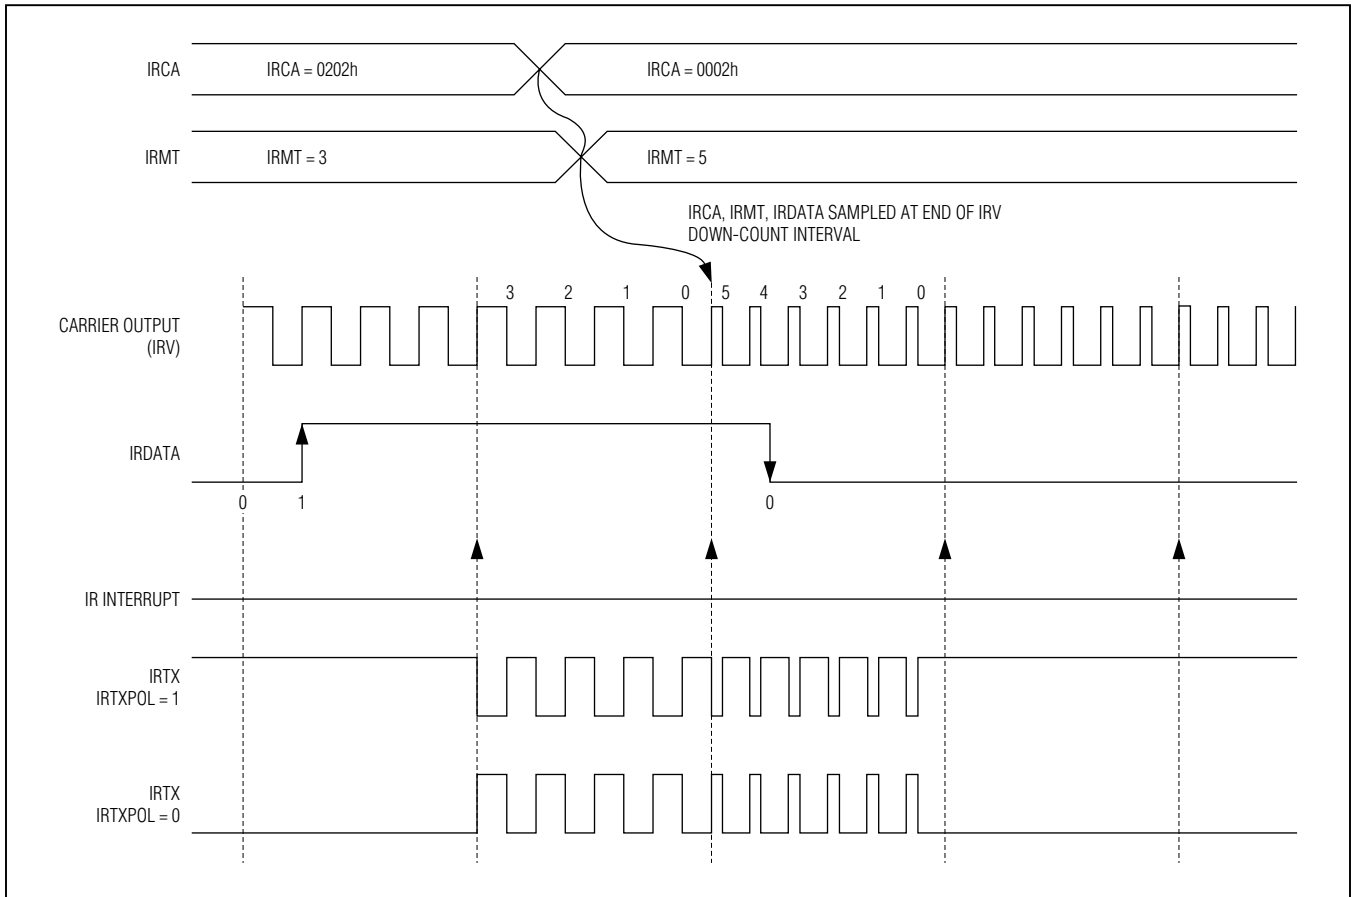 IRCA
IRCA = 0202h
IRCA = 0002h
IRMT
IRMT = 3
IRMT = 5
IRCA, IRMT, IRDATA SAMPLED AT END OF IRV
DOWN-COUNT INTERVAL
3 2 1 0 5 4 3 2 1 0
CARRIER OUTPUT
(IRV)
IRDATA
0 1 0
IR INTERRUPT
IRTX
IRTXPOL = 1
IRTX
IRTXPOL = 0